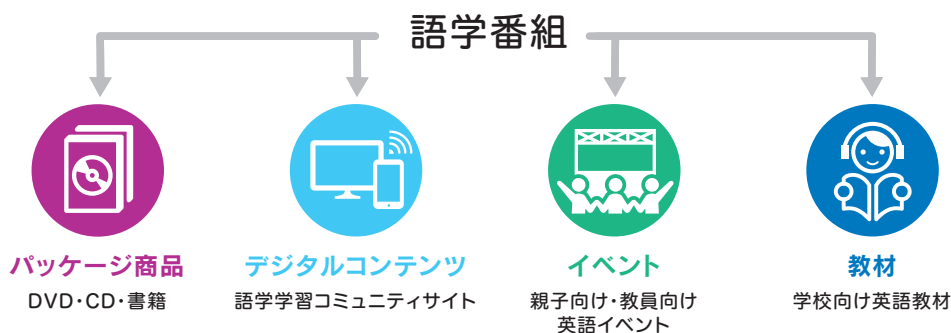 語学番組
パッケージ商品
DVD・CD・書籍
デジタルコンテンツ
語学学習コミュニティサイト
イベント
親子向け・教員向け
英語イベント
教材
学校向け英語教材